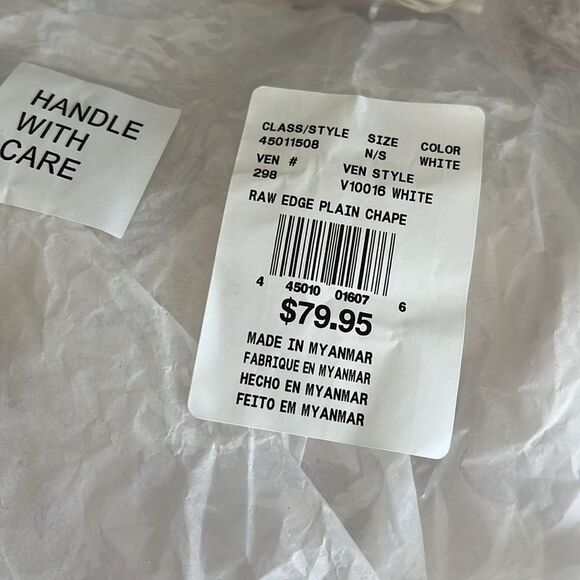 HANDLE
WITH
CARE
CLASS/STYLE SIZE COLOR
45011508 N/S WHITE
VEN # VEN STYLE
298 V10016 WHITE
RAW EDGE PLAIN CHAPE
4 45010 01607 6
$79.95
MADE IN MYANMAR
FABRIQUE EN MYANMAR
HECHO EN MYANMAR
FEITO EM MYANMAR